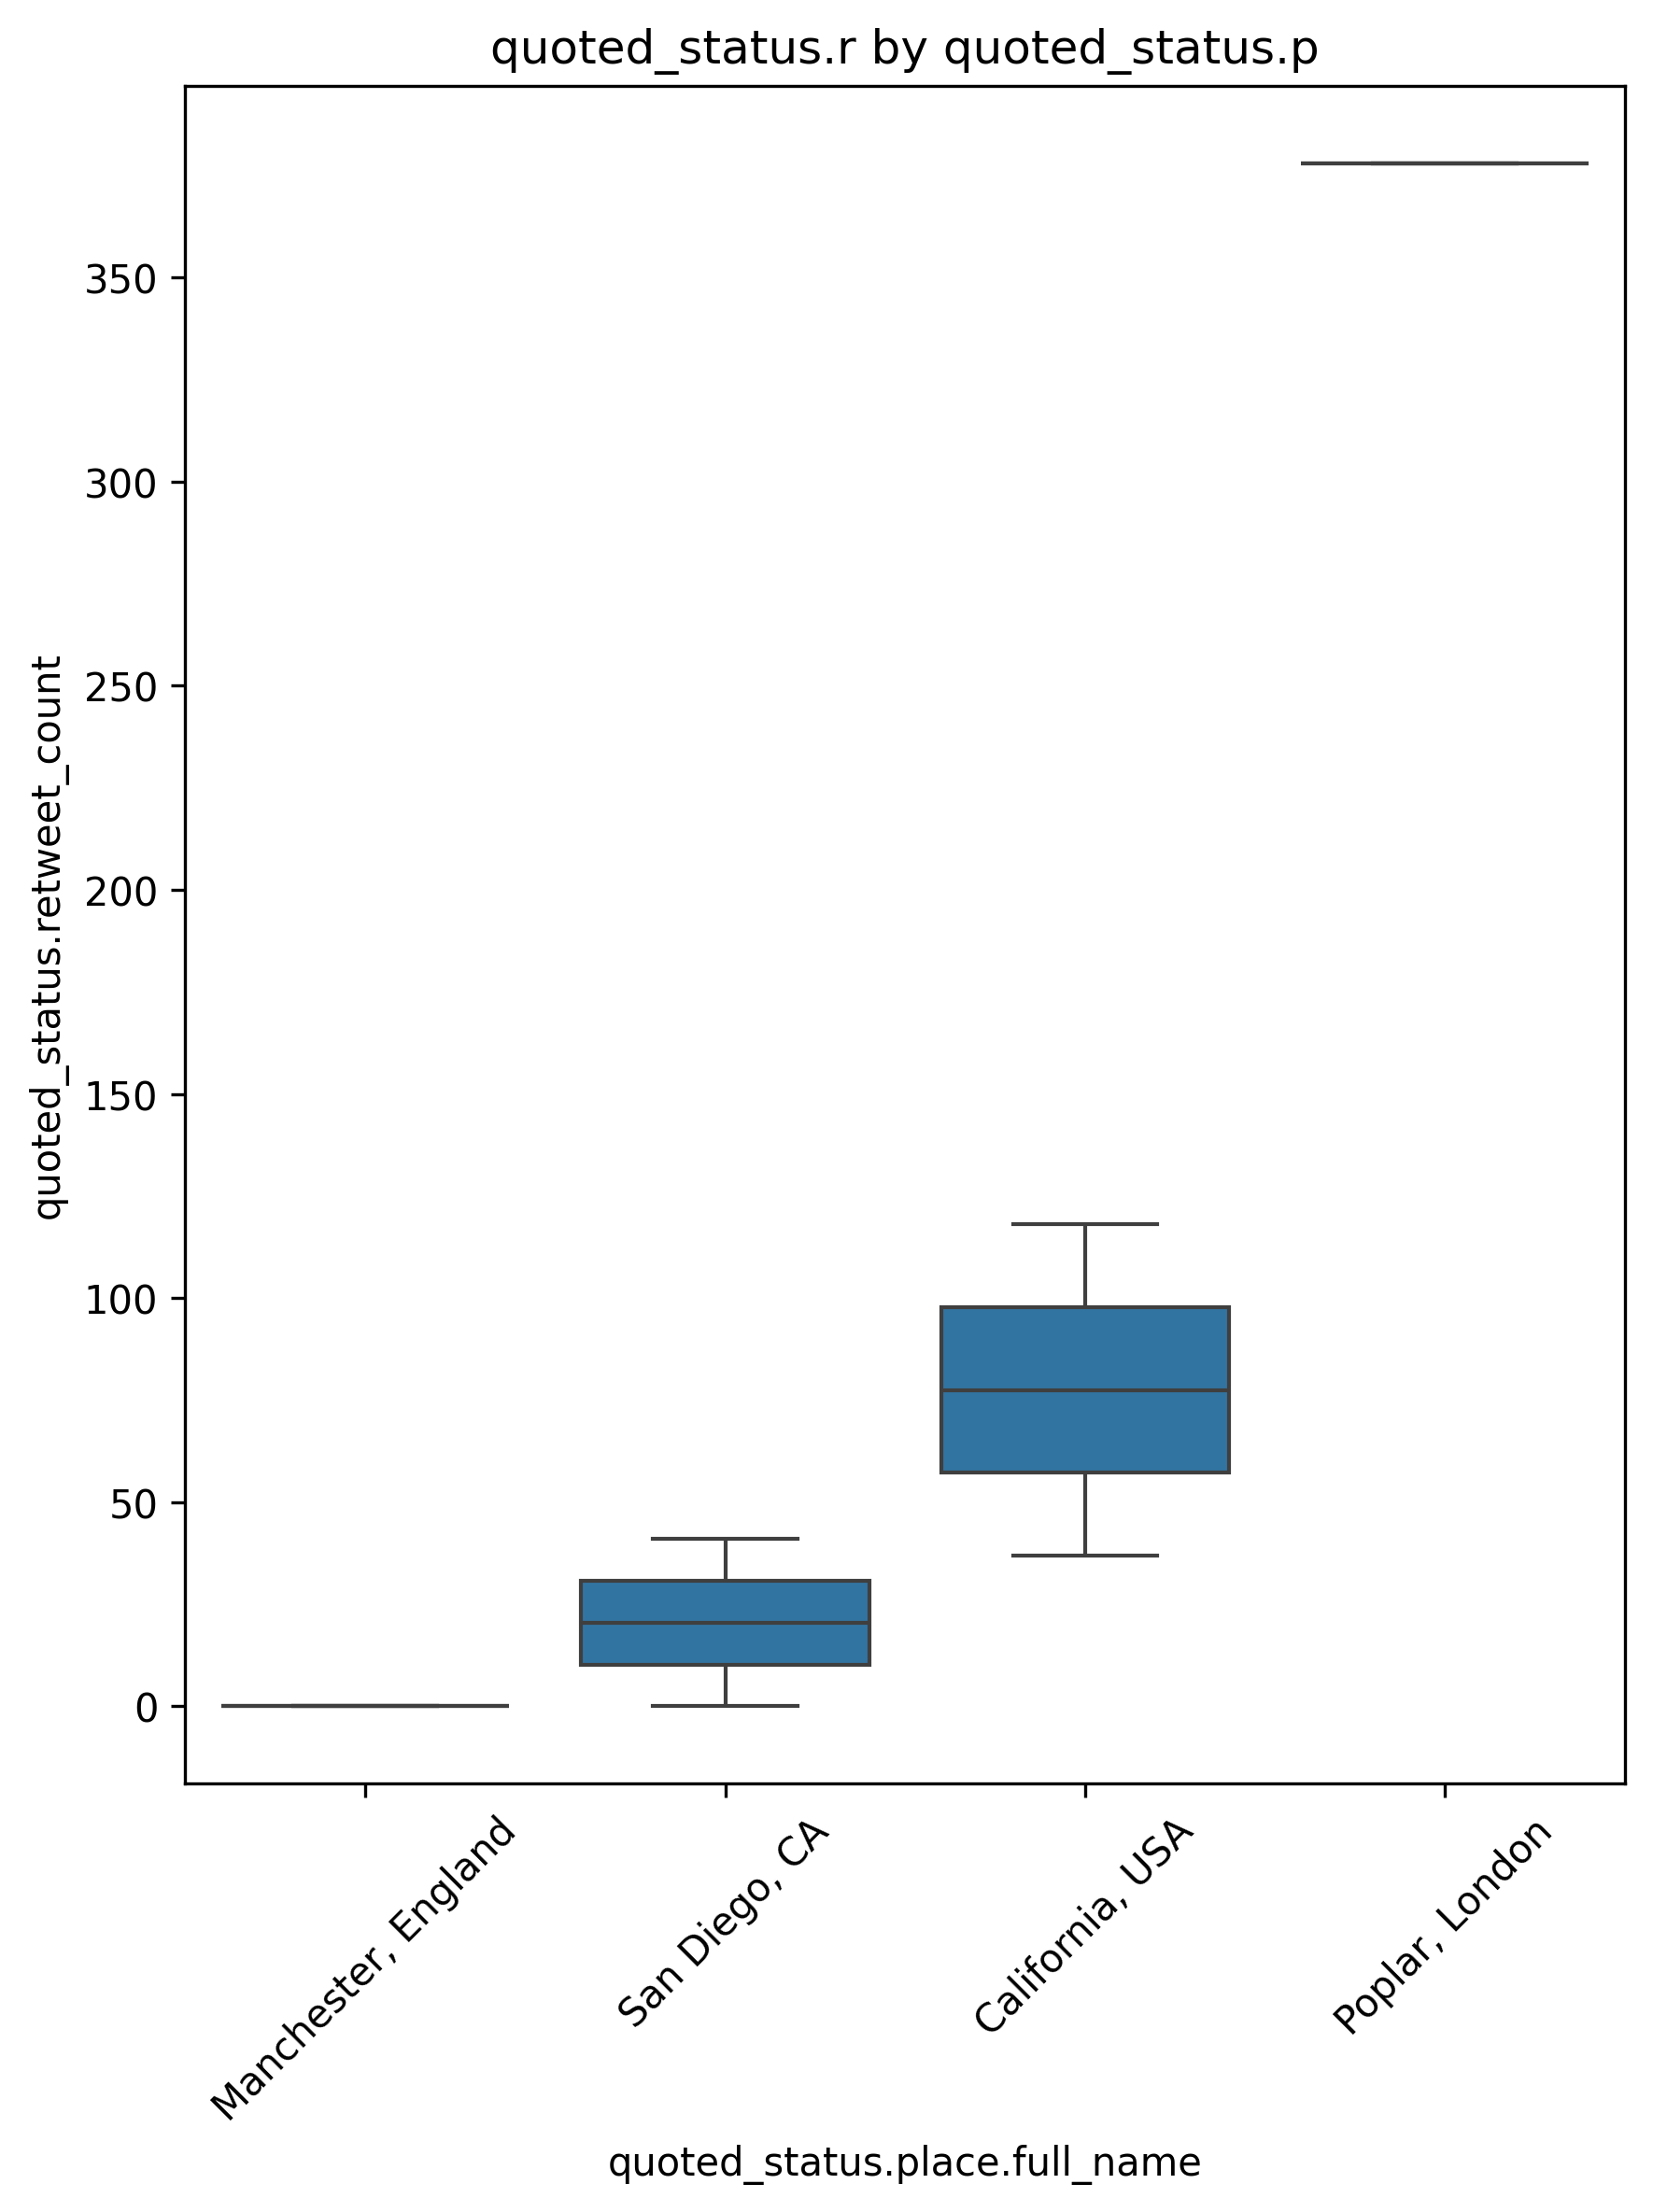 quoted_status.r by quoted_status.p
quoted_status.retweet_count
350
300
250
200
150
100
50
0
Manchester, England
San Diego, CA
California, USA
Poplar, London
quoted_status.place.full_name